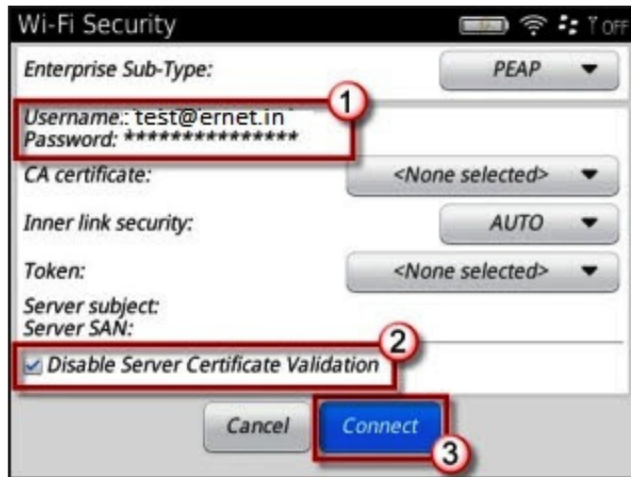 Wi-Fi Security OFF
Enterprise Sub-Type: PEAP
1
Username.: test@ernet.in
Password: ***************
CA certificate: <None selected>
Inner link security: AUTO
Token: <None selected>
Server subject:
Server SAN:
2
Disable Server Certificate Validation
Cancel Connect
3